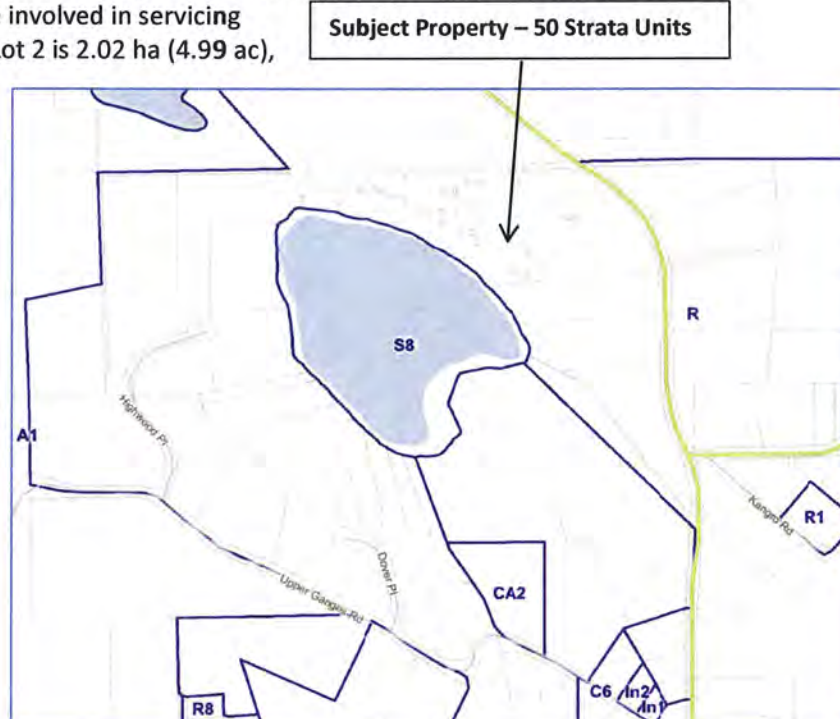 involved in servicing
ot 2 is 2.02 ha (4.99 ac),
Subject Property – 50 Strata Units
S8
R
A1
Highwood Pl
Kangro Rd
R1
Dover Pl
CA2
Upper Ganges Rd
C6
In2
In1
R8